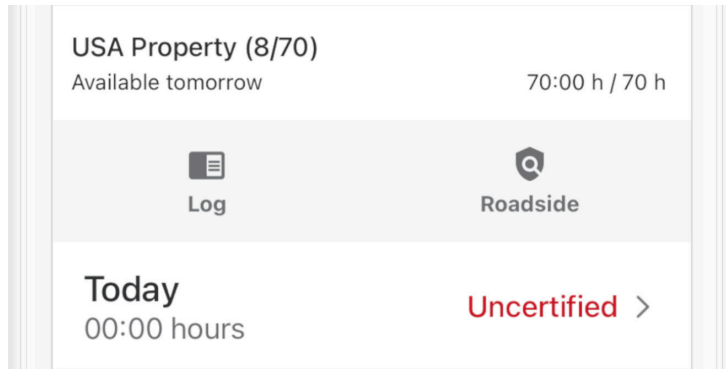 USA Property (8/70)
Available tomorrow 70:00 h / 70 h
Log Roadside
Today
Uncertified
00:00 hours